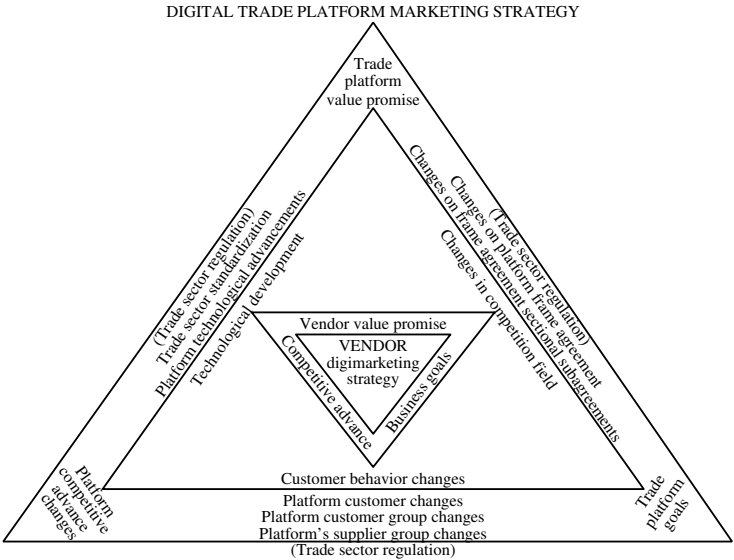 DIGITAL TRADE PLATFORM MARKETING STRATEGY
Trade
platform
value promise
(Trade sector regulation)
Trade sector standardization
Platform technological advancements
Technological development
(Trade sector regulation)
Changes on platform frame agreement
Changes on frame agreement sectional subagreements
Changes in competition field
Vendor value promise
VENDOR
digimarketing
strategy
Competitive advance
Business goals
Platform
competitive
advance
changes
Trade
platform
goals
Customer behavior changes
Platform customer changes
Platform customer group changes
Platform's supplier group changes
(Trade sector regulation)